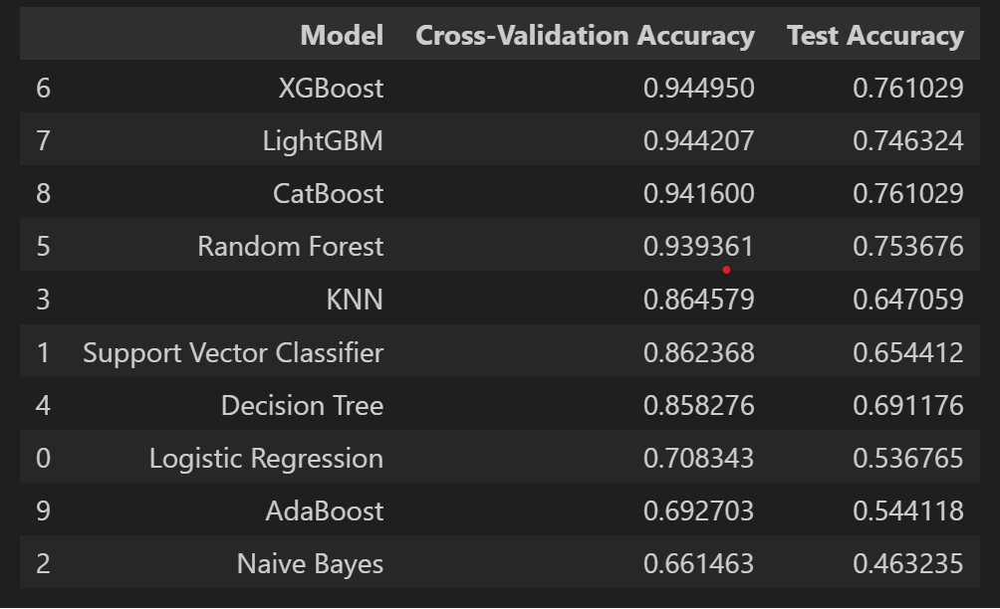 Model Cross-Validation Accuracy Test Accuracy
6 XGBoost 0.944950 0.761029
7 LightGBM 0.944207 0.746324
8 CatBoost 0.941600 0.761029
5 Random Forest 0.939361 0.753676
3 KNN 0.864579 0.647059
1 Support Vector Classifier 0.862368 0.654412
4 Decision Tree 0.858276 0.691176
0 Logistic Regression 0.708343 0.536765
9 AdaBoost 0.692703 0.544118
2 Naive Bayes 0.661463 0.463235